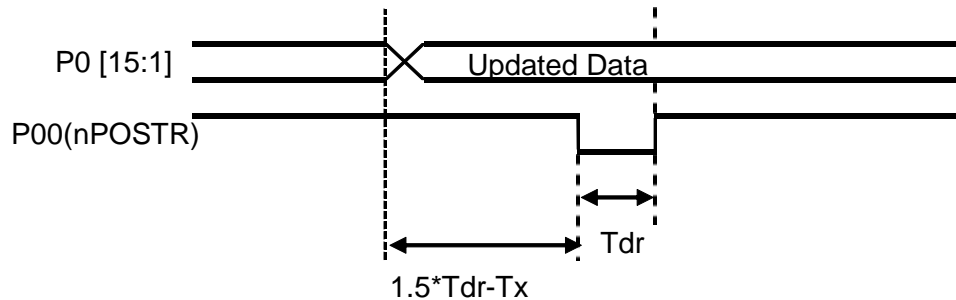 P0 [15:1]
Updated Data
P00(nPOSTR)
Tdr
1.5*Tdr-Tx